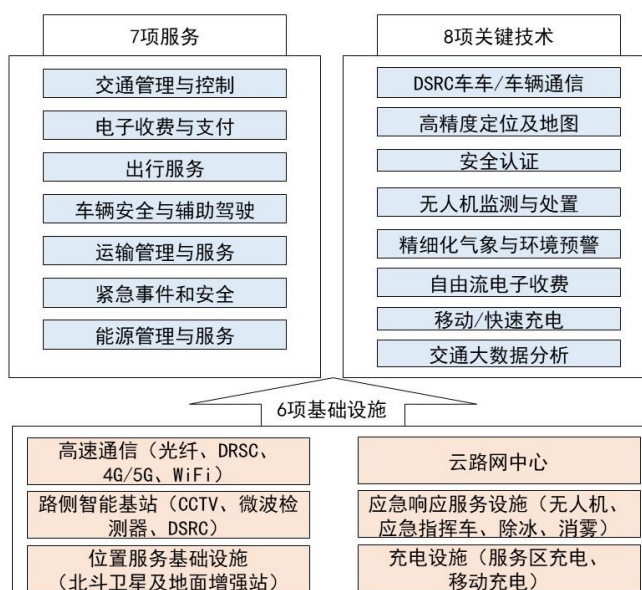 7项服务
交通管理与控制
电子收费与支付
出行服务
车辆安全与辅助驾驶
运输管理与服务
紧急事件和安全
能源管理与服务
8项关键技术
DSRC车车/车辆通信
高精度定位及地图
安全认证
无人机监测与处置
精细化气象与环境预警
自由流电子收费
移动/快速充电
交通大数据分析
6项基础设施
高速通信（光纤、DRSC、
4G/5G、WiFi）
路侧智能基站（CCTV、微波检
测器、DSRC）
位置服务基础设施
（北斗卫星及地面增强站）
云路网中心
应急响应服务设施（无人机、
应急指挥车、除冰、消雾）
充电设施（服务区充电、
移动充电）